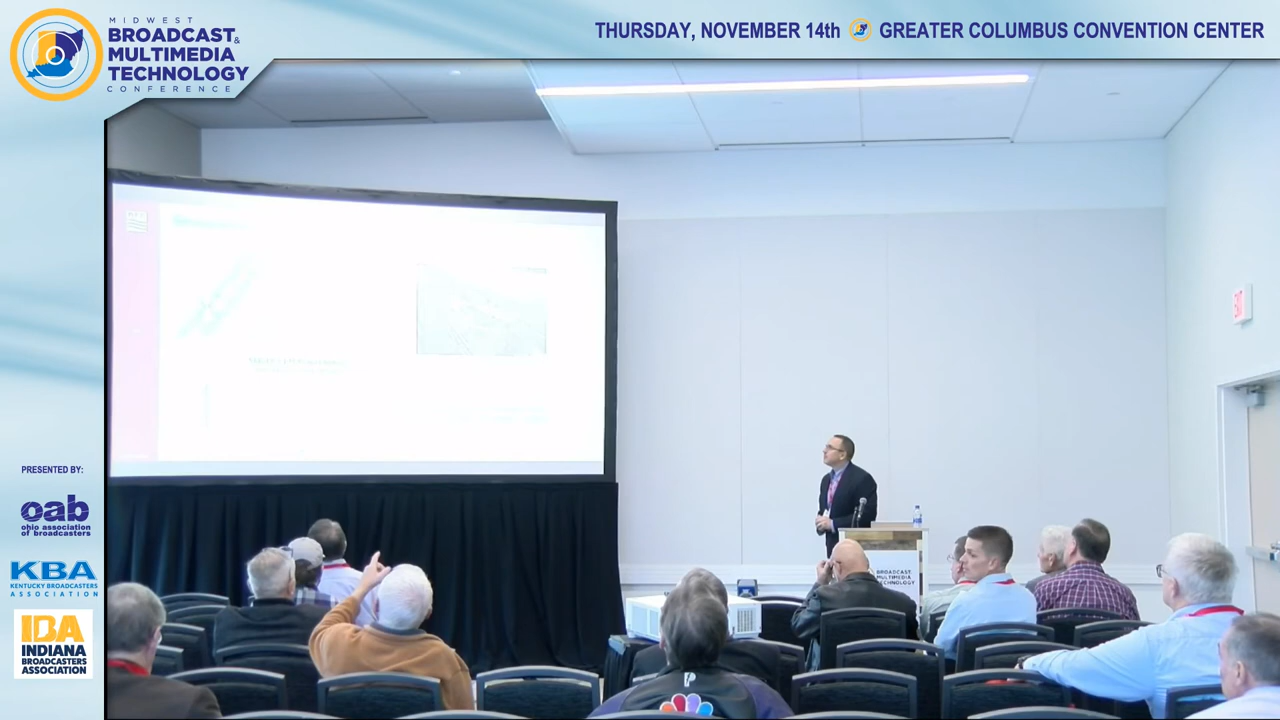 MIDWEST
BROADCAST&
MULTIMEDIA
TECHNOLOGY
CONFERENCE
THURSDAY, NOVEMBER 14th
GREATER COLUMBUS CONVENTION CENTER
EXIT
PRESENTED BY:
oab
ohio association
of broadcasters
KBA
KENTUCKY BROADCASTERS
ASSOCIATION
IBA
INDIANA
BROADCASTERS
ASSOCIATION
BROADCAST
MULTIMEDIA
TECHNOLOGY
P